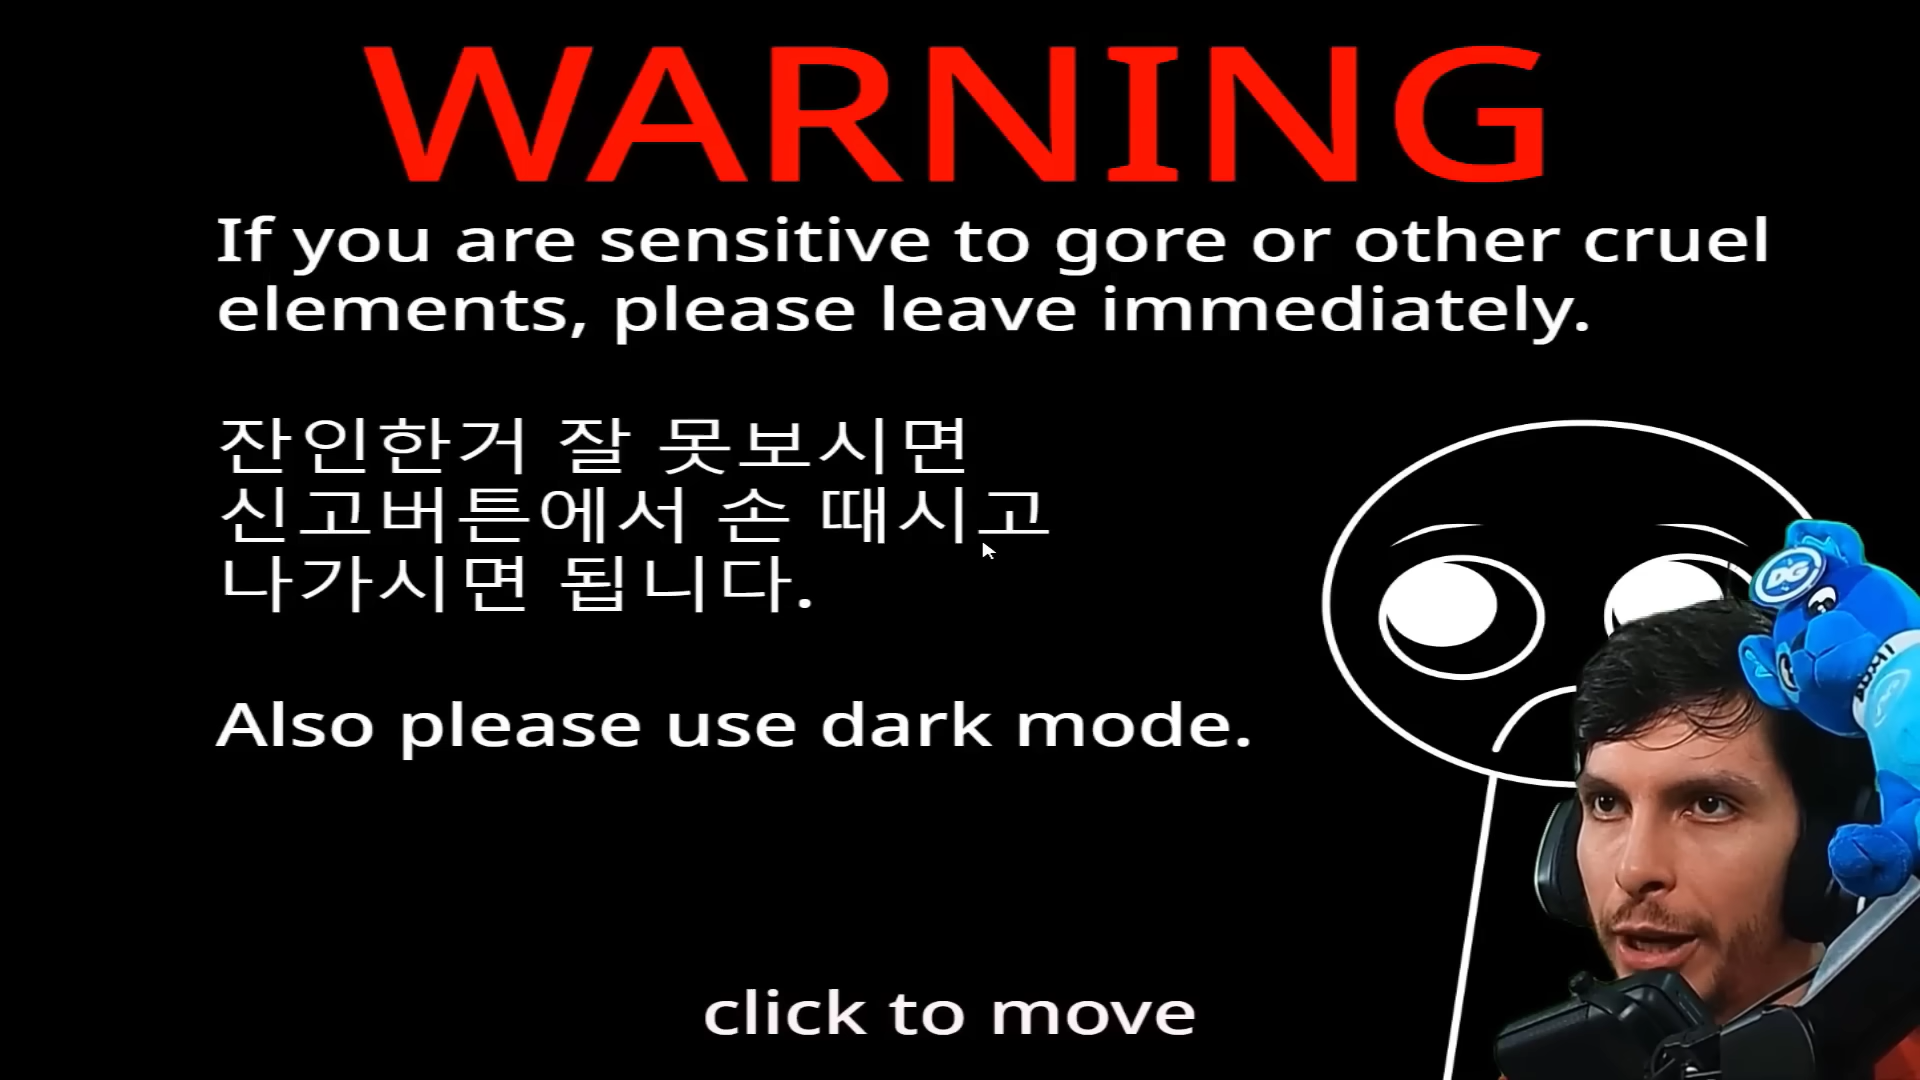 WARNING
If you are sensitive to gore or other cruel
elements, please leave immediately.
잔인한거 잘 못보시면
신고버튼에서 손 때시고
나가시면 됩니다.
Also please use dark mode.
click to move
DG